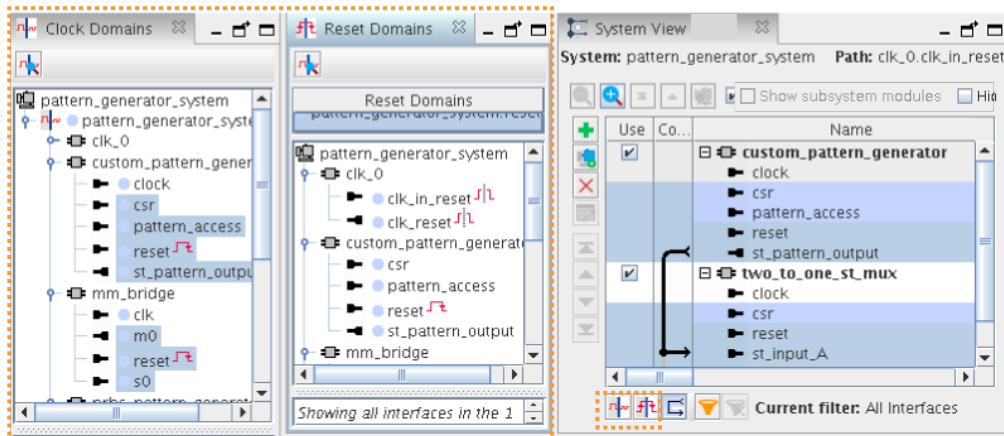 Clock Domains
pattern_generator_system
pattern_generator_syste
clk_0
custom_pattern_gener
clock
csr
pattern_access
reset
st_pattern_outpu
mm_bridge
clk
m0
reset
s0
Reset Domains
Reset Domains
pattern_generator_system
clk_0
clk_in_reset
clk_reset
custom_pattern_generato
csr
pattern_access
reset
st_pattern_output
mm_bridge
Showing all interfaces in the 1
System View
System: pattern_generator_system Path: clk_0.clk_in_reset
Show subsystem modules Hid
Use Co... Name
custom_pattern_generator
clock
csr
pattern_access
reset
st_pattern_output
two_to_one_st_mux
clock
csr
reset
st_input_A
Current filter: All Interfaces